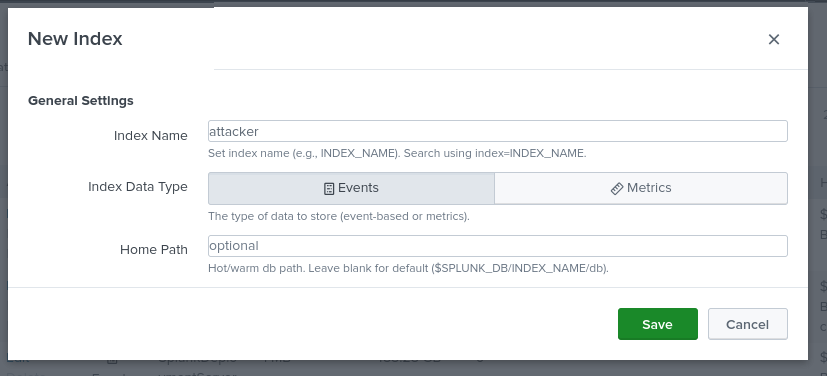 New Index
×
General Settings
Index Name
attacker
Set index name (e.g., INDEX_NAME). Search using index=INDEX_NAME.
Index Data Type
Events
Metrics
The type of data to store (event-based or metrics).
Home Path
optional
Hot/warm db path. Leave blank for default ($SPLUNK_DB/INDEX_NAME/db).
Save
Cancel